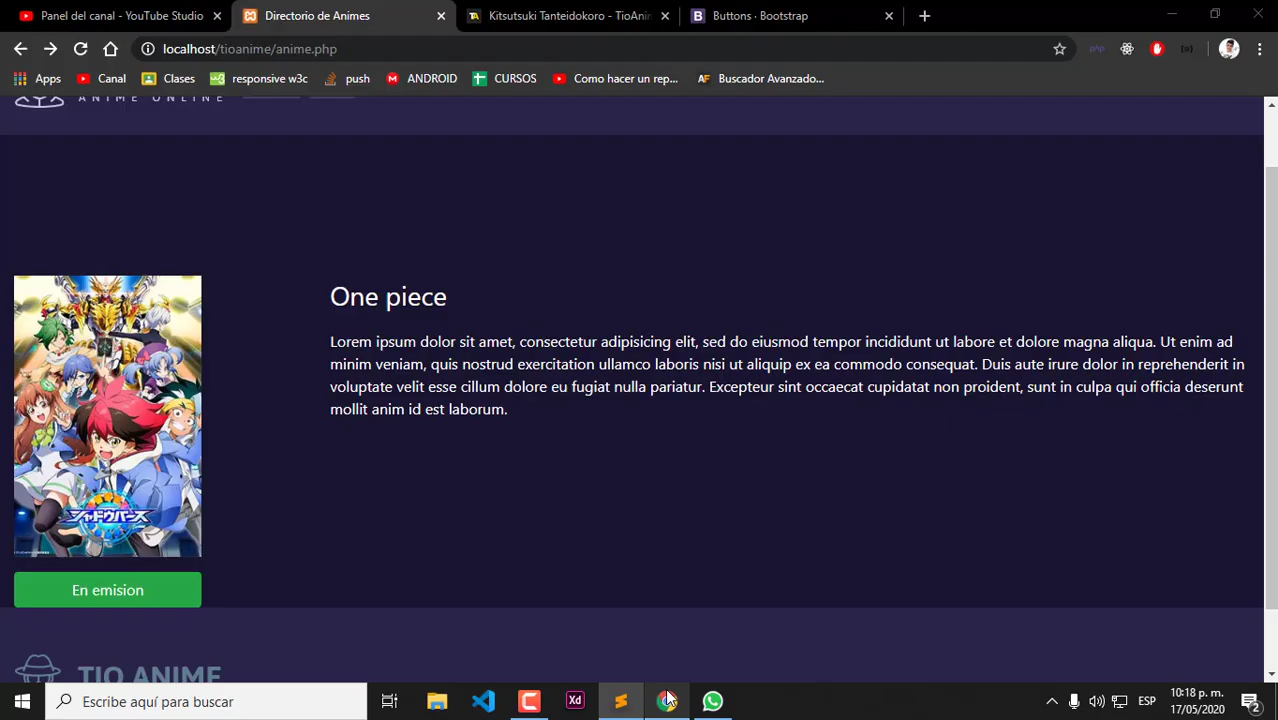 Panel del canal - YouTube Studio
Directorio de Animes
Kitsutsuki Tanteidokoro - TioAnin
Buttons · Bootstrap
localhost/tioanime/anime.php
php
Apps
Canal
Clases
responsive w3c
push
ANDROID
CURSOS
Como hacer un rep...
AF
Buscador Avanzado...
ANIME ONLINE
One piece
Lorem ipsum dolor sit amet, consectetur adipisicing elit, sed do eiusmod tempor incididunt ut labore et dolore magna aliqua. Ut enim ad
minim veniam, quis nostrud exercitation ullamco laboris nisi ut aliquip ex ea commodo consequat. Duis aute irure dolor in reprehenderit in
voluptate velit esse cillum dolore eu fugiat nulla pariatur. Excepteur sint occaecat cupidatat non proident, sunt in culpa qui officia deserunt
mollit anim id est laborum.
シャドウバース
En emision
TIO ANIME
Escribe aquí para buscar
Xd
ESP
10:18 p. m.
17/05/2020
2